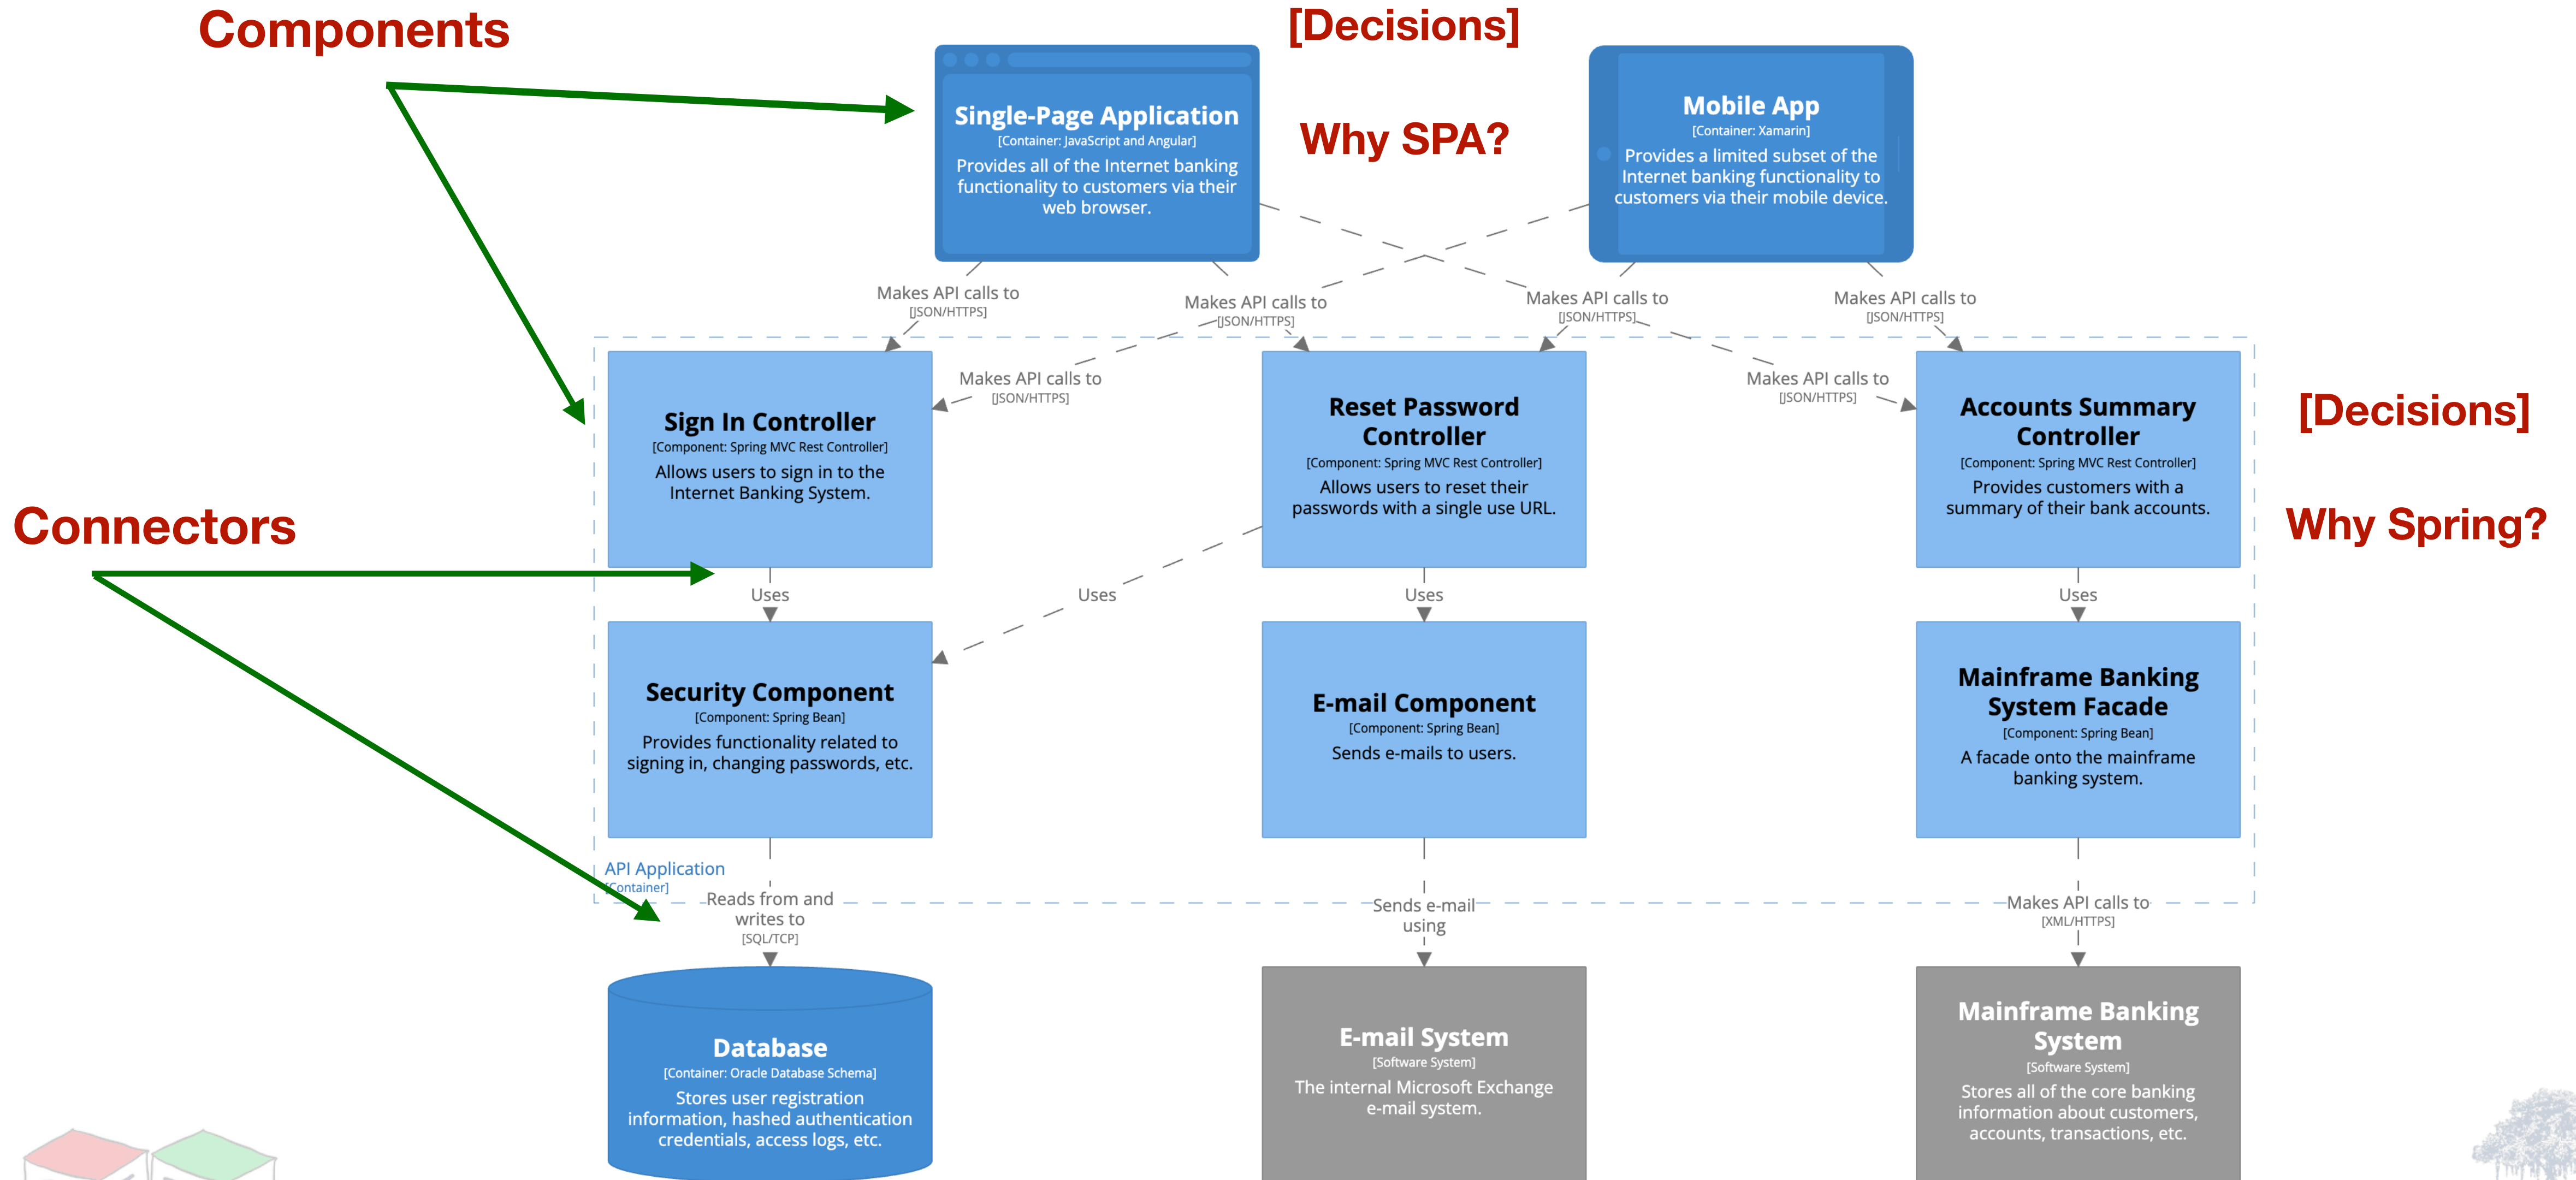 Components
[Decisions]
Single-Page Application
[Container: JavaScript and Angular]
Provides all of the Internet banking
functionality to customers via their
web browser.
Why SPA?
Mobile App
[Container: Xamarin]
Provides a limited subset of the
Internet banking functionality to
customers via their mobile device.
Makes API calls to
[JSON/HTTPS]
Makes API calls to
[JSON/HTTPS]
Makes API calls to
[JSON/HTTPS]
Makes API calls to
[JSON/HTTPS]
Makes API calls to
[JSON/HTTPS]
Makes API calls to
[JSON/HTTPS]
Sign In Controller
[Component: Spring MVC Rest Controller]
Allows users to sign in to the
Internet Banking System.
Reset Password
Controller
[Component: Spring MVC Rest Controller]
Allows users to reset their
passwords with a single use URL.
Accounts Summary
Controller
[Component: Spring MVC Rest Controller]
Provides customers with a
summary of their bank accounts.
[Decisions]
Why Spring?
Connectors
Uses
Uses
Uses
Uses
Security Component
[Component: Spring Bean]
Provides functionality related to
signing in, changing passwords, etc.
E-mail Component
[Component: Spring Bean]
Sends e-mails to users.
Mainframe Banking
System Facade
[Component: Spring Bean]
A facade onto the mainframe
banking system.
API Application
[Container]
Reads from and
writes to
[SQL/TCP]
Sends e-mail
using
Makes API calls to
[XML/HTTPS]
Database
[Container: Oracle Database Schema]
Stores user registration
information, hashed authentication
credentials, access logs, etc.
E-mail System
[Software System]
The internal Microsoft Exchange
e-mail system.
Mainframe Banking
System
[Software System]
Stores all of the core banking
information about customers,
accounts, transactions, etc.